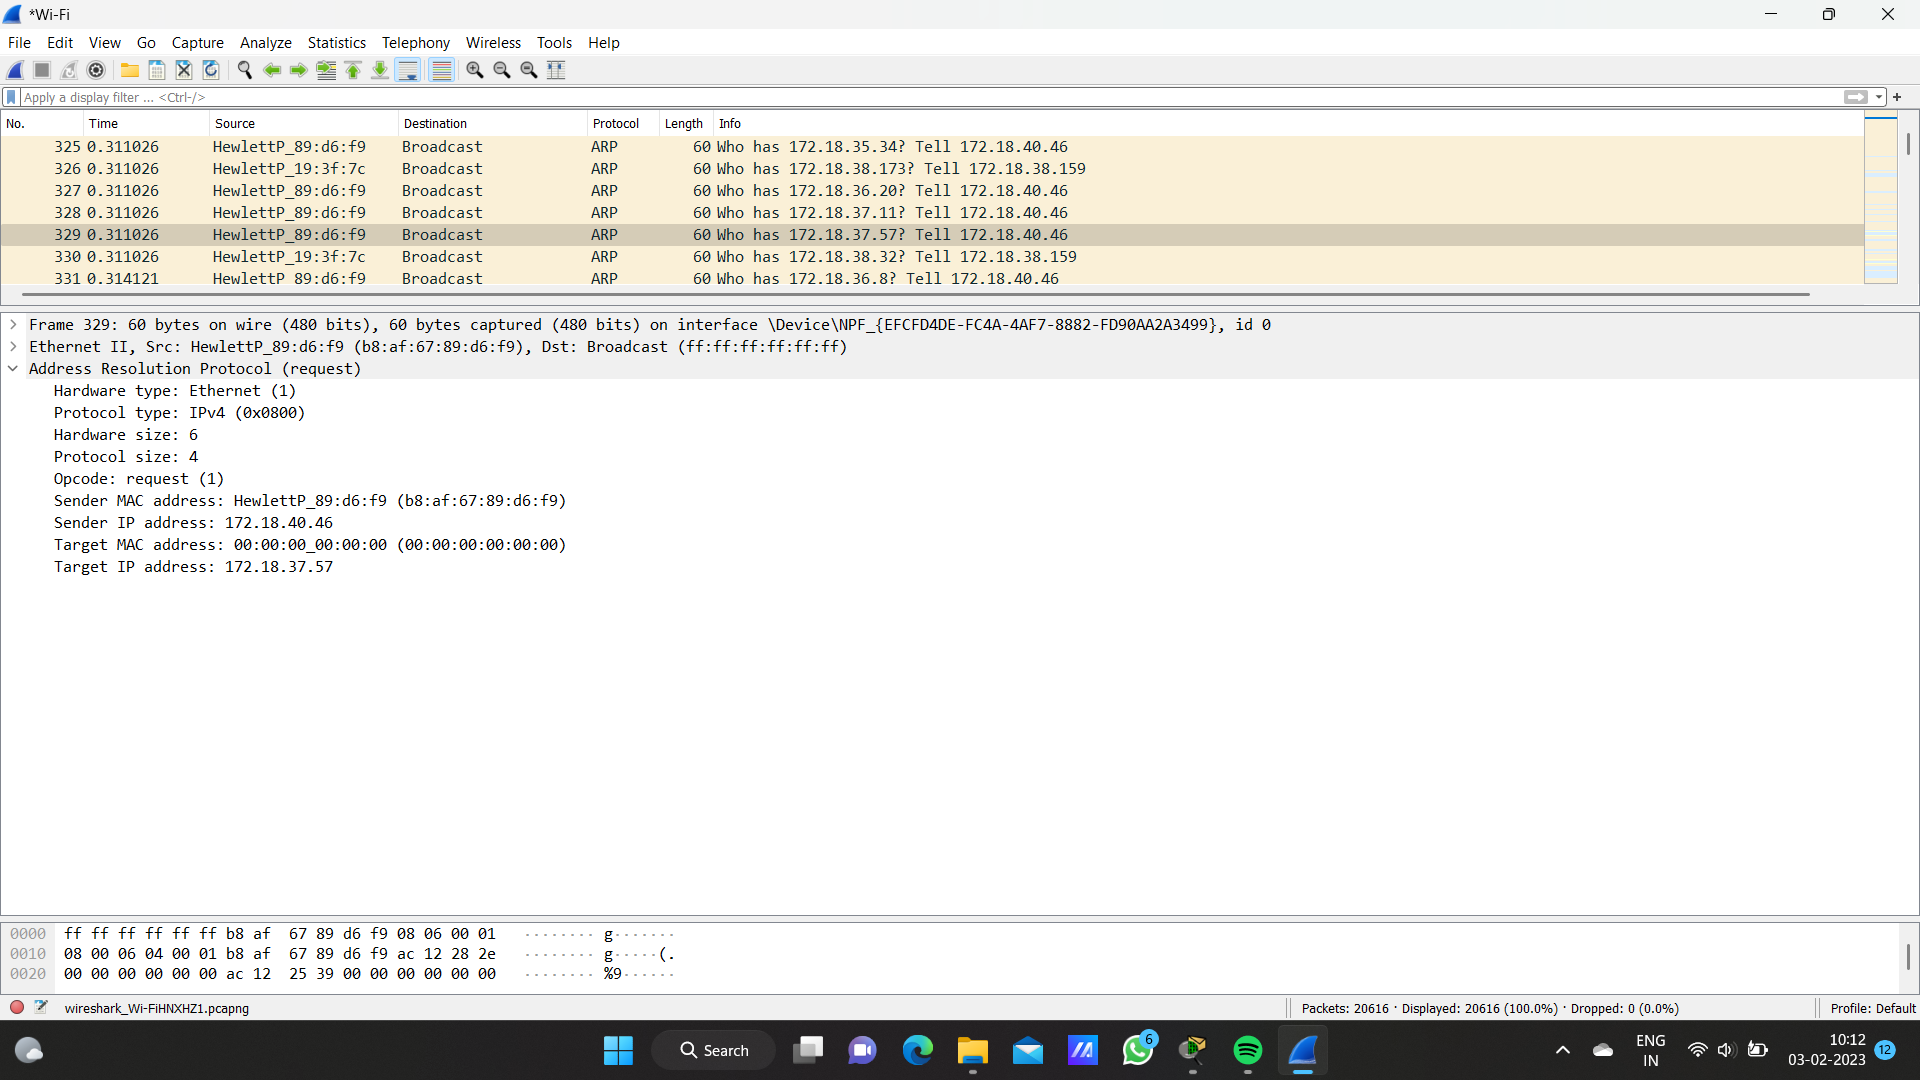 *Wi-Fi
File Edit View Go Capture Analyze Statistics Telephony Wireless Tools Help
Apply a display filter ... <Ctrl-/>
No. Time Source Destination Protocol Length Info
325 0.311026 HewlettP_89:d6:f9 Broadcast ARP 60 Who has 172.18.35.34? Tell 172.18.40.46
326 0.311026 HewlettP_19:3f:7c Broadcast ARP 60 Who has 172.18.38.173? Tell 172.18.38.159
327 0.311026 HewlettP_89:d6:f9 Broadcast ARP 60 Who has 172.18.36.20? Tell 172.18.40.46
328 0.311026 HewlettP_89:d6:f9 Broadcast ARP 60 Who has 172.18.37.11? Tell 172.18.40.46
329 0.311026 HewlettP_89:d6:f9 Broadcast ARP 60 Who has 172.18.37.57? Tell 172.18.40.46
330 0.311026 HewlettP_19:3f:7c Broadcast ARP 60 Who has 172.18.38.32? Tell 172.18.38.159
331 0.314121 HewlettP_89:d6:f9 Broadcast ARP 60 Who has 172.18.36.8? Tell 172.18.40.46
Frame 329: 60 bytes on wire (480 bits), 60 bytes captured (480 bits) on interface \Device\NPF_{EFCFD4DE-FC4A-4AF7-8882-FD90AA2A3499}, id 0
Ethernet II, Src: HewlettP_89:d6:f9 (b8:af:67:89:d6:f9), Dst: Broadcast (ff:ff:ff:ff:ff:ff)
Address Resolution Protocol (request)
Hardware type: Ethernet (1)
Protocol type: IPv4 (0x0800)
Hardware size: 6
Protocol size: 4
Opcode: request (1)
Sender MAC address: HewlettP_89:d6:f9 (b8:af:67:89:d6:f9)
Sender IP address: 172.18.40.46
Target MAC address: 00:00:00_00:00:00 (00:00:00:00:00:00)
Target IP address: 172.18.37.57
0000 ff ff ff ff ff ff b8 af 67 89 d6 f9 08 06 00 01 ········ g·······
0010 08 00 06 04 00 01 b8 af 67 89 d6 f9 ac 12 28 2e ········ g·····(.
0020 00 00 00 00 00 00 ac 12 25 39 00 00 00 00 00 00 ········ %9······
wireshark_Wi-FiHNXHZ1.pcapng Packets: 20616 · Displayed: 20616 (100.0%) · Dropped: 0 (0.0%) Profile: Default
Search 6 ENG 10:12
IN 03-02-2023 12